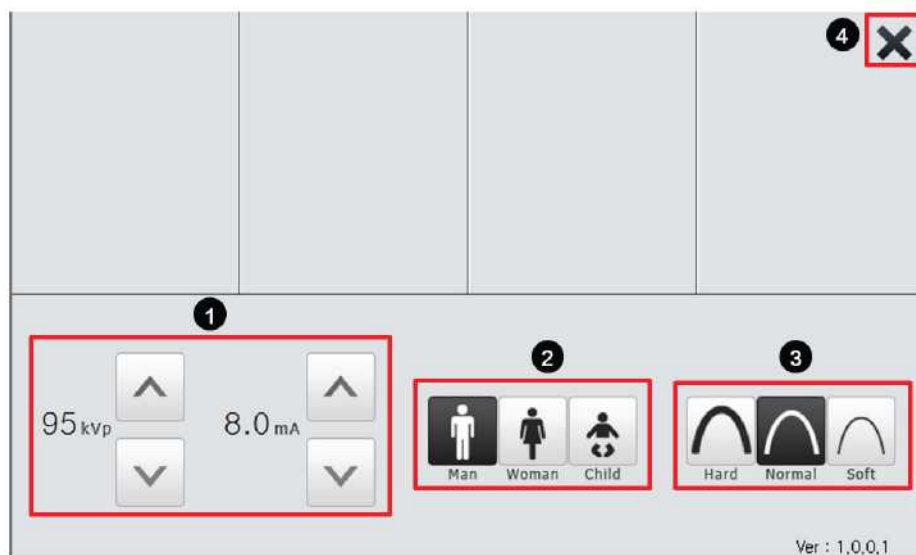 4
1
2
3
95 kVp
8.0 mA
Man Woman Child
Hard Normal Soft
Ver : 1.0.0.1